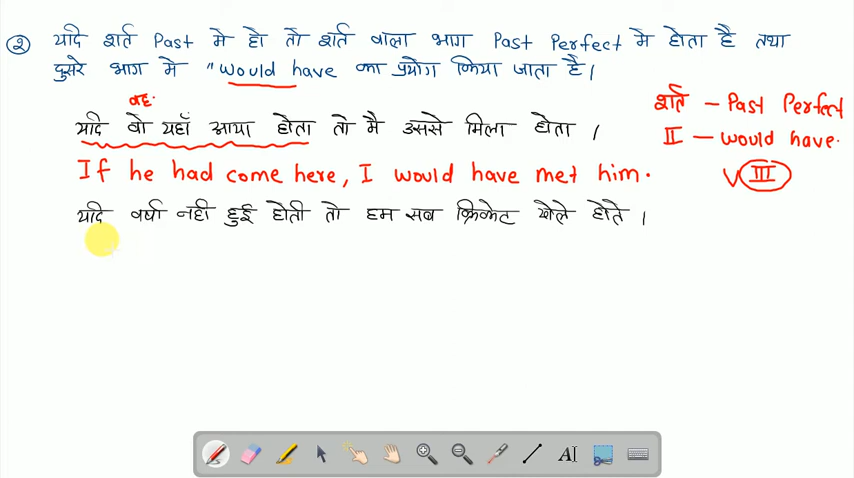 ② यदि शर्त Past मे हो तो शर्त वाला भाग Past Perfect मे होता है तथा
दुसरे भाग मे "would have का प्रयोग किया जाता है।
वह
यदि वो यहाँ आया होता तो मै उससे मिला होता ।
शर्त - Past Perfect
II - would have.
V III
If he had come here, I would have met him.
यदि वर्षा नही हुई होती तो हम सब क्रिकेट खेले होते ।